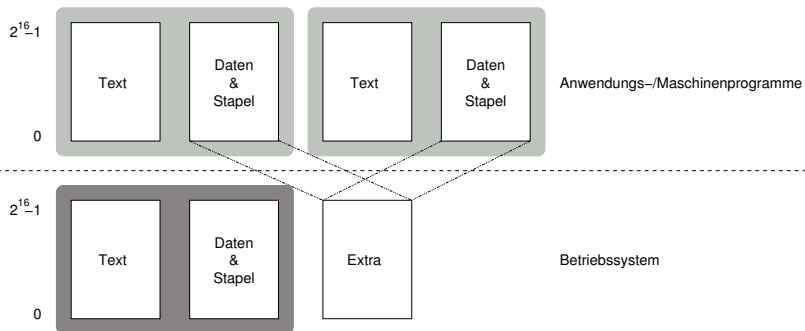 2^16–1
Text
Daten
&
Stapel
Text
Daten
&
Stapel
Anwendungs–/Maschinenprogramme
0
2^16–1
Text
Daten
&
Stapel
Extra
Betriebssystem
0